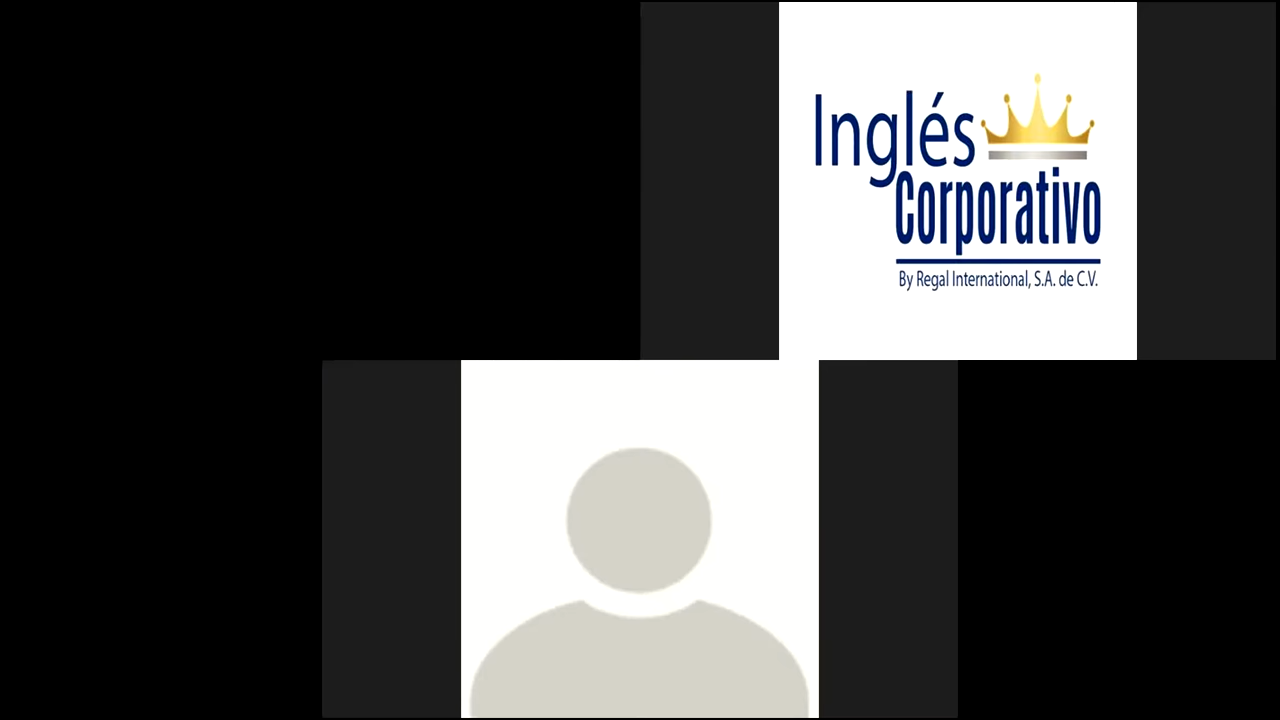 Inglés
Corporativo
By Regal International, S.A. de C.V.